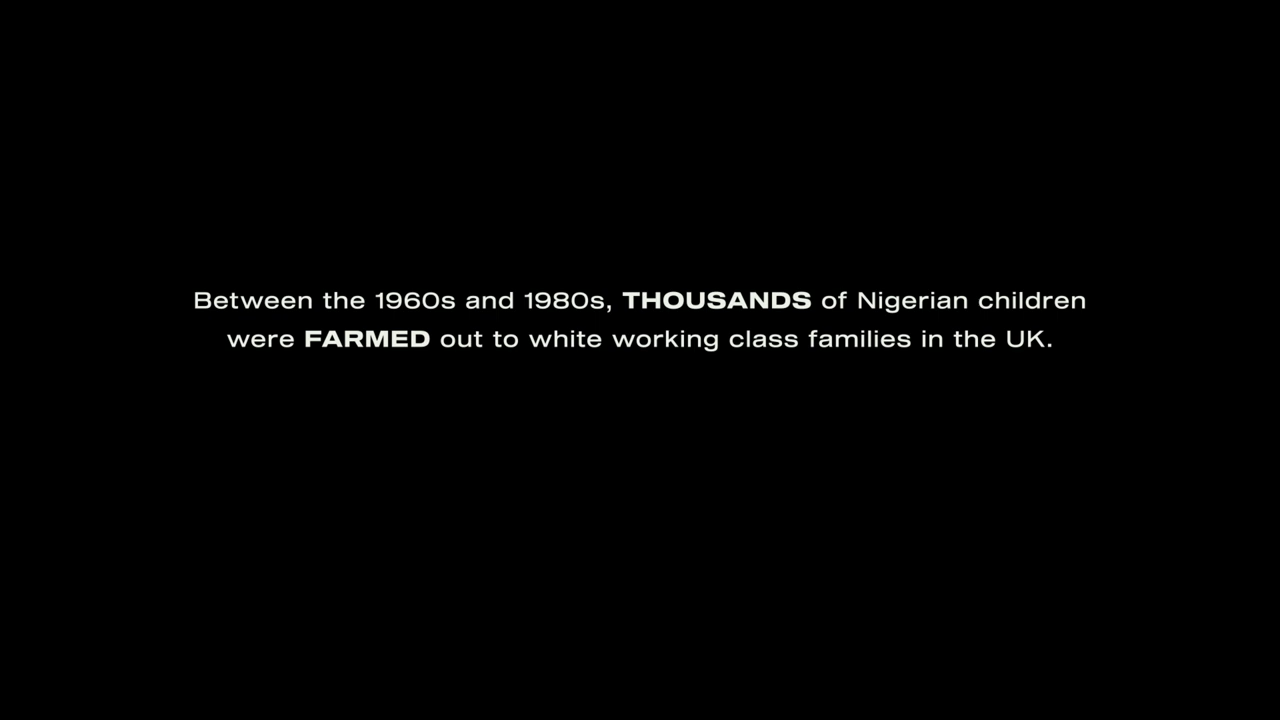 Between the 1960s and 1980s, THOUSANDS of Nigerian children
were FARMED out to white working class families in the UK.